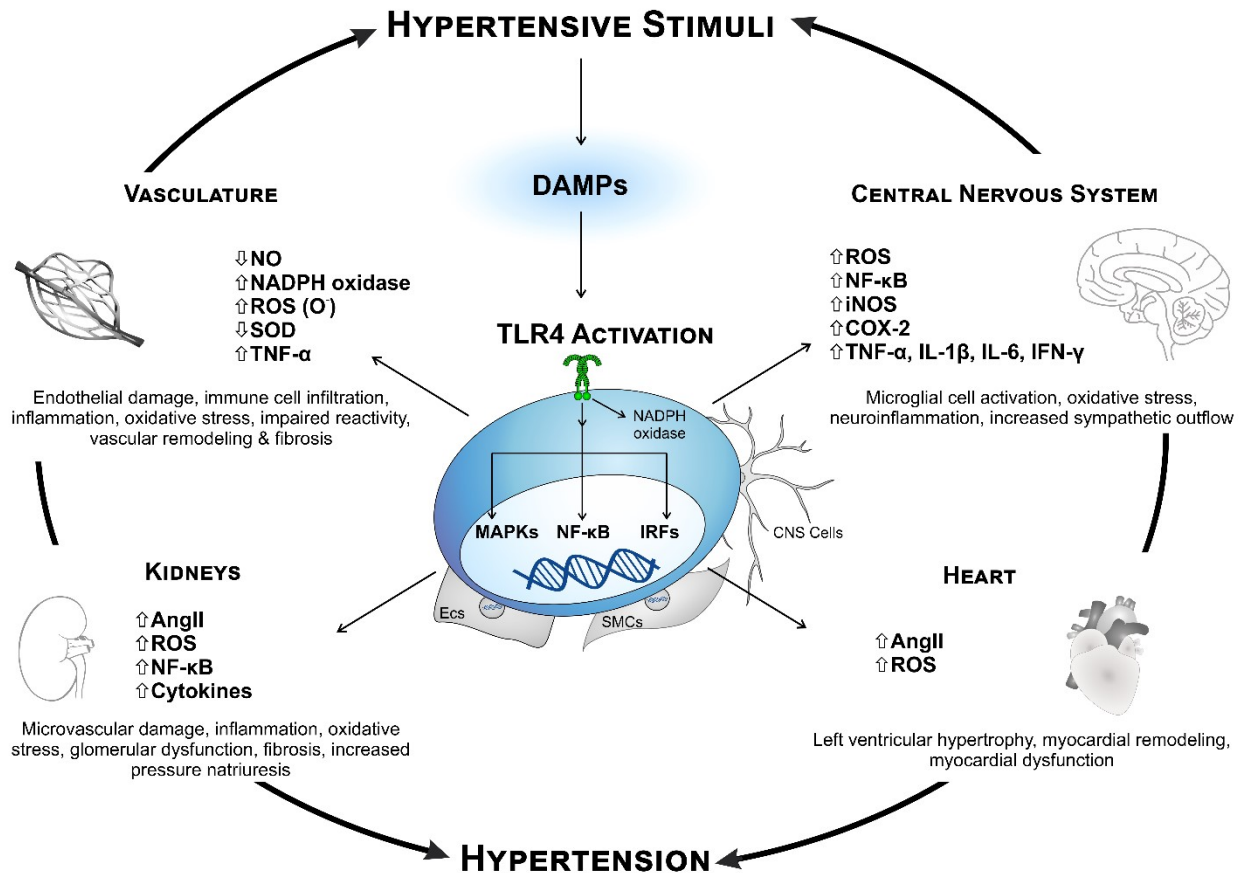 HYPERTENSIVE STIMULI
DAMPs
VASCULATURE
⇩NO
⇧NADPH oxidase
⇧ROS (O⁻)
⇩SOD
⇧TNF-α
Endothelial damage, immune cell infiltration,
inflammation, oxidative stress, impaired reactivity,
vascular remodeling & fibrosis
CENTRAL NERVOUS SYSTEM
⇧ROS
⇧NF-κB
⇧iNOS
⇧COX-2
⇧TNF-α, IL-1β, IL-6, IFN-γ
Microglial cell activation, oxidative stress,
neuroinflammation, increased sympathetic outflow
TLR4 ACTIVATION
NADPH
oxidase
MAPKs NF-κB IRFs
CNS Cells
Ecs
SMCs
KIDNEYS
⇧AngII
⇧ROS
⇧NF-κB
⇧Cytokines
Microvascular damage, inflammation, oxidative
stress, glomerular dysfunction, fibrosis, increased
pressure natriuresis
HEART
⇧AngII
⇧ROS
Left ventricular hypertrophy, myocardial remodeling,
myocardial dysfunction
HYPERTENSION